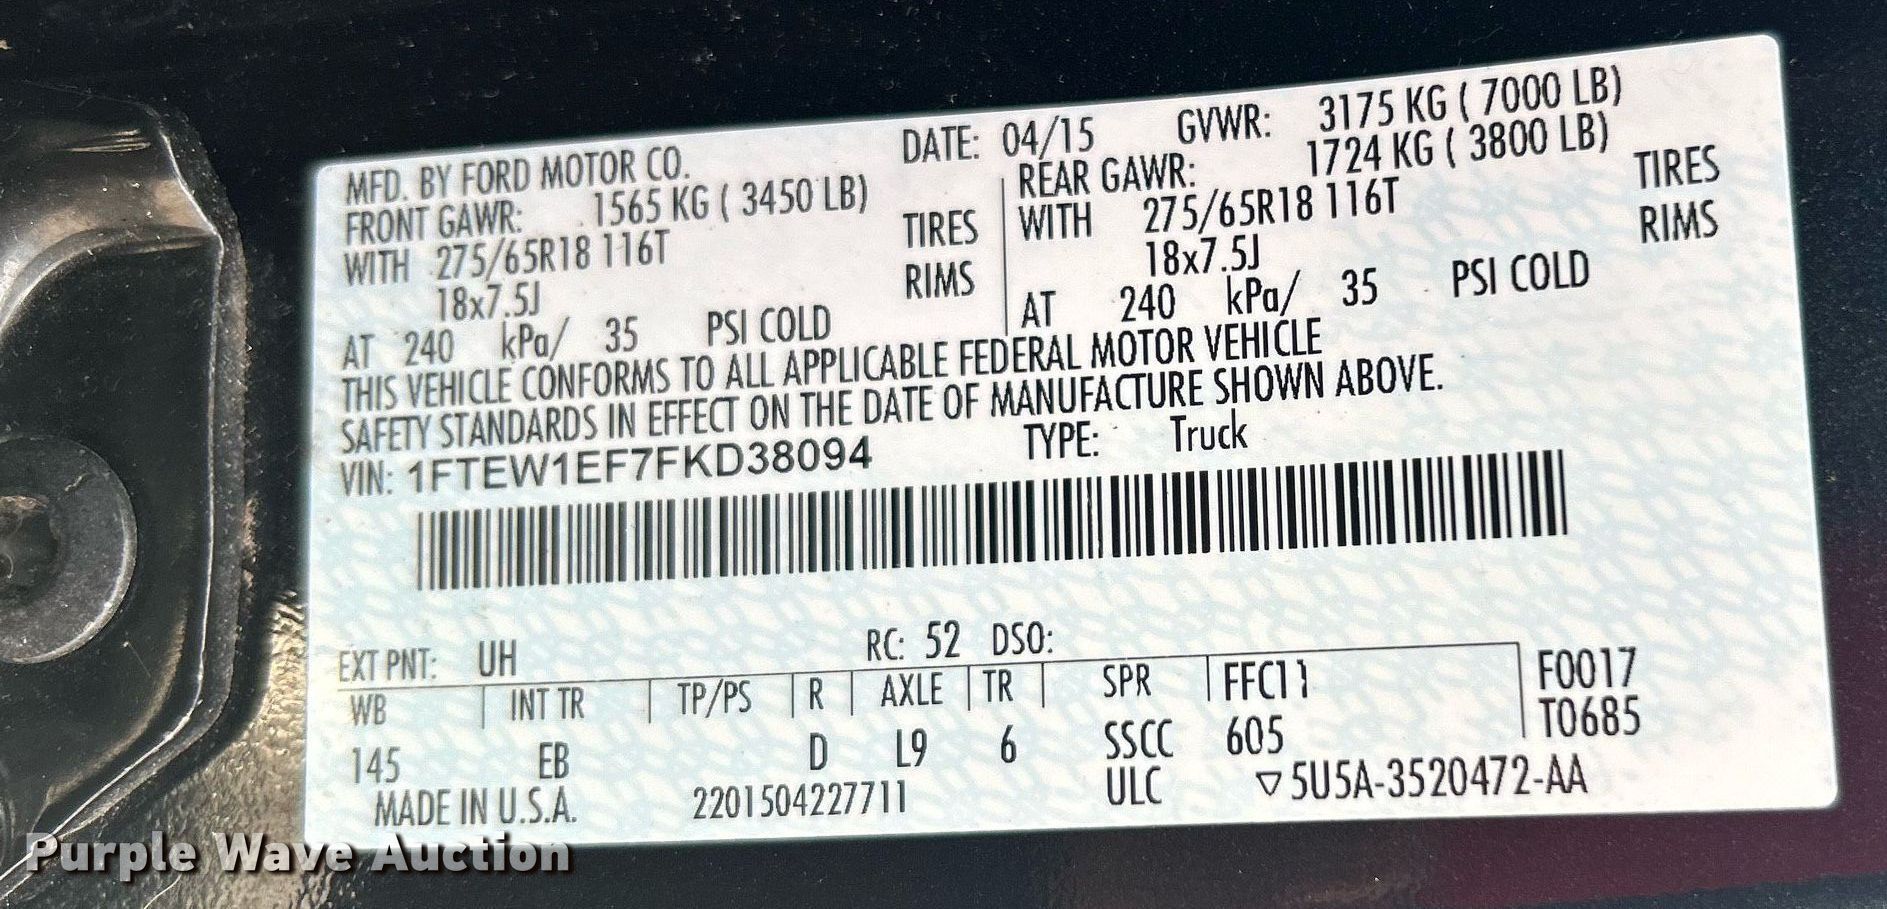 MFD. BY FORD MOTOR CO. DATE: 04/15 GVWR: 3175 KG ( 7000 LB)
FRONT GAWR: 1565 KG ( 3450 LB) REAR GAWR: 1724 KG ( 3800 LB)
WITH 275/65R18 116T TIRES WITH 275/65R18 116T TIRES
18x7.5J RIMS 18x7.5J RIMS
AT 240 kPa/ 35 PSI COLD AT 240 kPa/ 35 PSI COLD
THIS VEHICLE CONFORMS TO ALL APPLICABLE FEDERAL MOTOR VEHICLE
SAFETY STANDARDS IN EFFECT ON THE DATE OF MANUFACTURE SHOWN ABOVE.
VIN: 1FTEW1EF7FKD38094 TYPE: Truck
EXT PNT: UH RC: 52 DSO:
WB INT TR TP/PS R AXLE TR SPR FFC11 F0017
145 EB D L9 6 SSCC 605 T0685
MADE IN U.S.A. 2201504227711 ULC ▽5U5A-3520472-AA
Purple Wave Auction